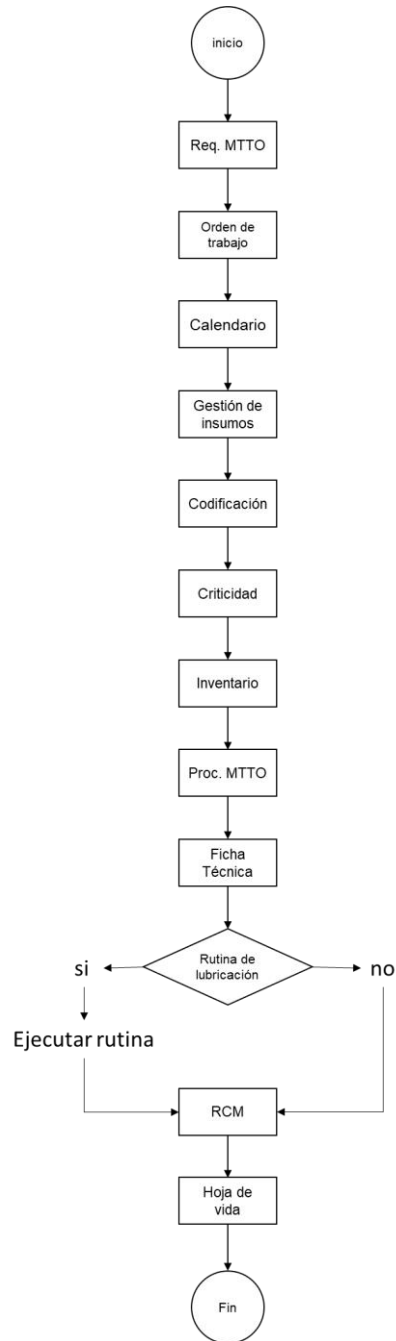 inicio
Req. MTTO
Orden de
trabajo
Calendario
Gestión de
insumos
Codificación
Criticidad
Inventario
Proc. MTTO
Ficha
Técnica
Rutina de
lubricación
si
no
Ejecutar rutina
RCM
Hoja de
vida
Fin